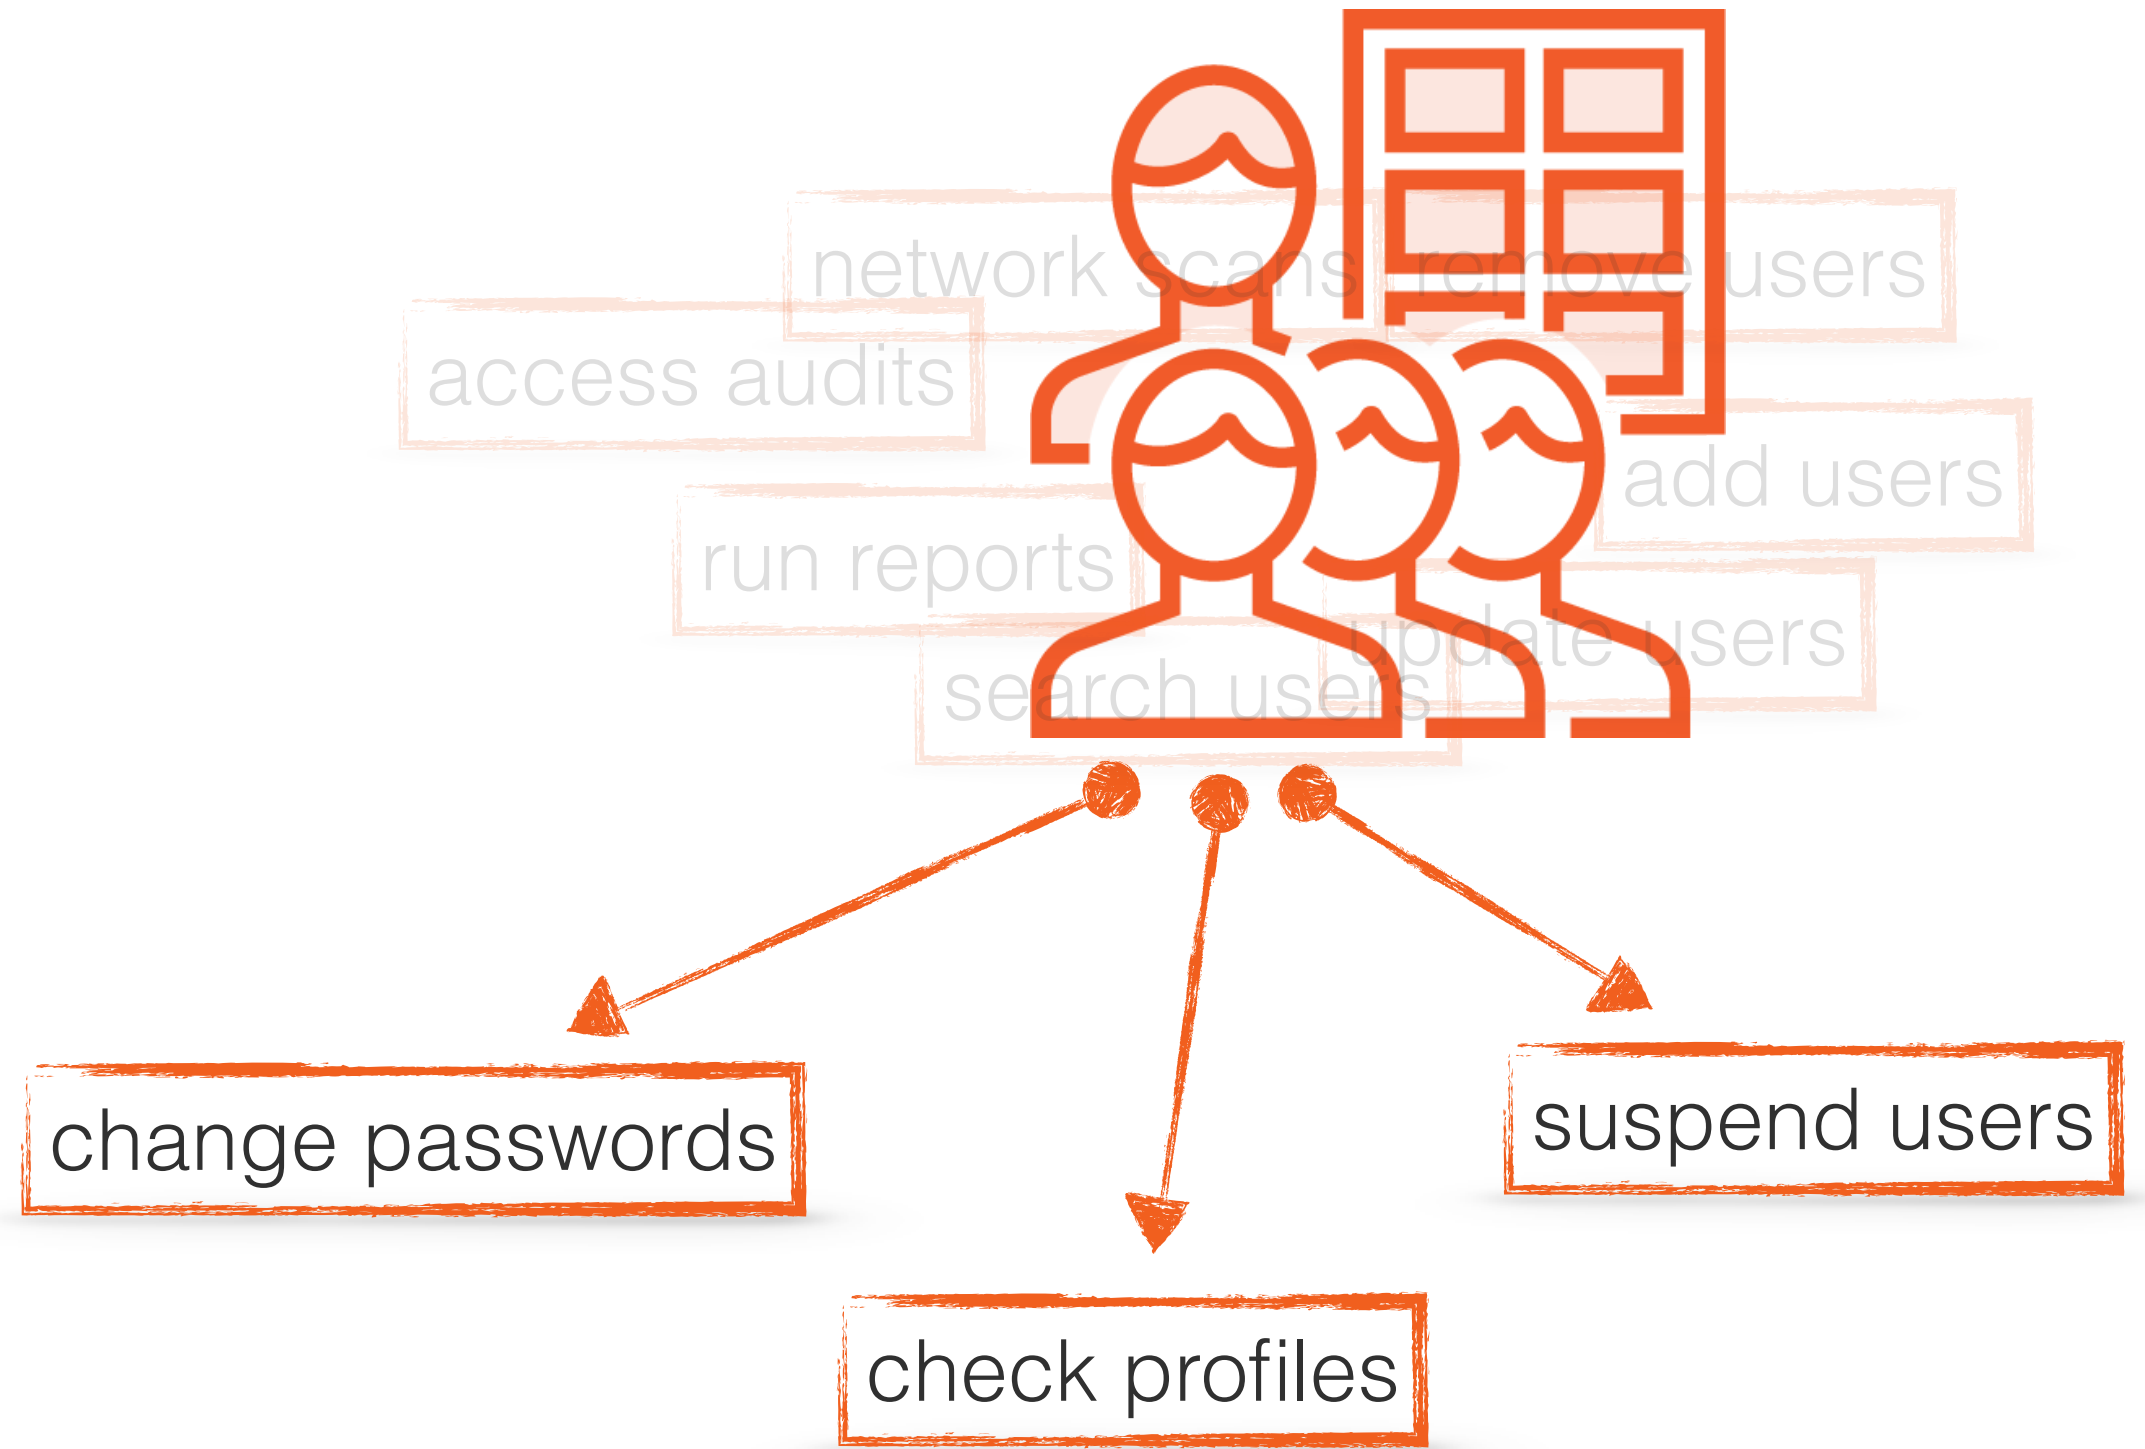 network scans
remove users
access audits
add users
run reports
update users
search users
change passwords
suspend users
check profiles